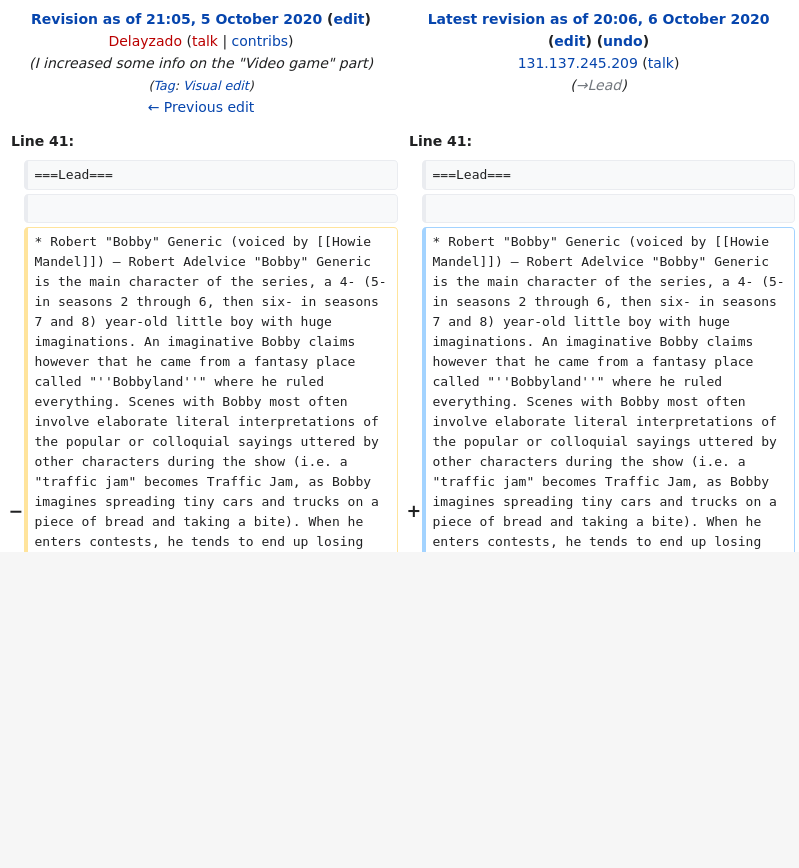 Revision as of 21:05, 5 October 2020 (edit)
Delayzado (talk | contribs)
(I increased some info on the "Video game" part)
(Tag: Visual edit)
← Previous edit
Latest revision as of 20:06, 6 October 2020
(edit) (undo)
131.137.245.209 (talk)
(→Lead)
Line 41:
Line 41:
===Lead===
===Lead===
−
* Robert "Bobby" Generic (voiced by [[Howie
Mandel]]) – Robert Adelvice "Bobby" Generic
is the main character of the series, a 4- (5-
in seasons 2 through 6, then six- in seasons
7 and 8) year-old little boy with huge
imaginations. An imaginative Bobby claims
however that he came from a fantasy place
called "''Bobbyland''" where he ruled
everything. Scenes with Bobby most often
involve elaborate literal interpretations of
the popular or colloquial sayings uttered by
other characters during the show (i.e. a
"traffic jam" becomes Traffic Jam, as Bobby
imagines spreading tiny cars and trucks on a
piece of bread and taking a bite). When he
enters contests, he tends to end up losing
+
* Robert "Bobby" Generic (voiced by [[Howie
Mandel]]) – Robert Adelvice "Bobby" Generic
is the main character of the series, a 4- (5-
in seasons 2 through 6, then six- in seasons
7 and 8) year-old little boy with huge
imaginations. An imaginative Bobby claims
however that he came from a fantasy place
called "''Bobbyland''" where he ruled
everything. Scenes with Bobby most often
involve elaborate literal interpretations of
the popular or colloquial sayings uttered by
other characters during the show (i.e. a
"traffic jam" becomes Traffic Jam, as Bobby
imagines spreading tiny cars and trucks on a
piece of bread and taking a bite). When he
enters contests, he tends to end up losing